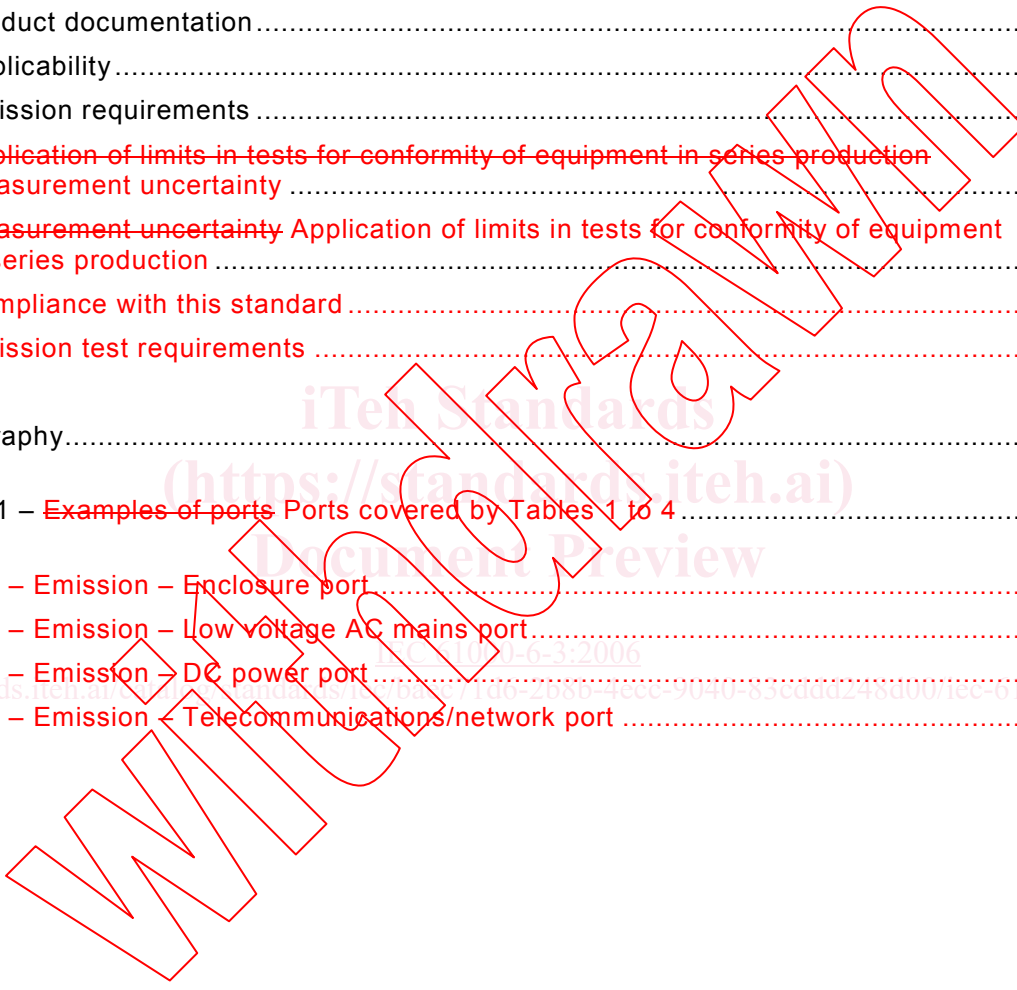 duct documentation
plicability
ission requirements
plication of limits in tests for conformity of equipment in series production
asurement uncertainty
asurement uncertainty Application of limits in tests for conformity of equipment
series production
mpliance with this standard
ission test requirements
iTeh Standards
raphy
(https://standards.iteh.ai)
1 – Examples of ports Ports covered by Tables 1 to 4
Document Preview
– Emission – Enclosure port
– Emission – Low voltage AC mains port
IEC 61000-6-3:2006
– Emission – DC power port
– Emission – Telecommunications/network port
withdrawn